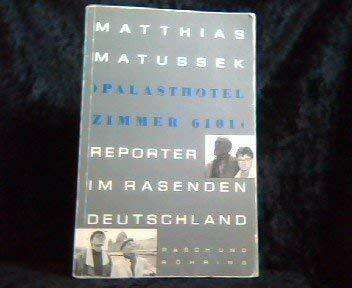 MATTHIAS
MATUSSEK
›PALASTHOTEL
ZIMMER 6101‹
REPORTER
IM RASENDEN
DEUTSCHLAND
RASCH UND
RÖHRING